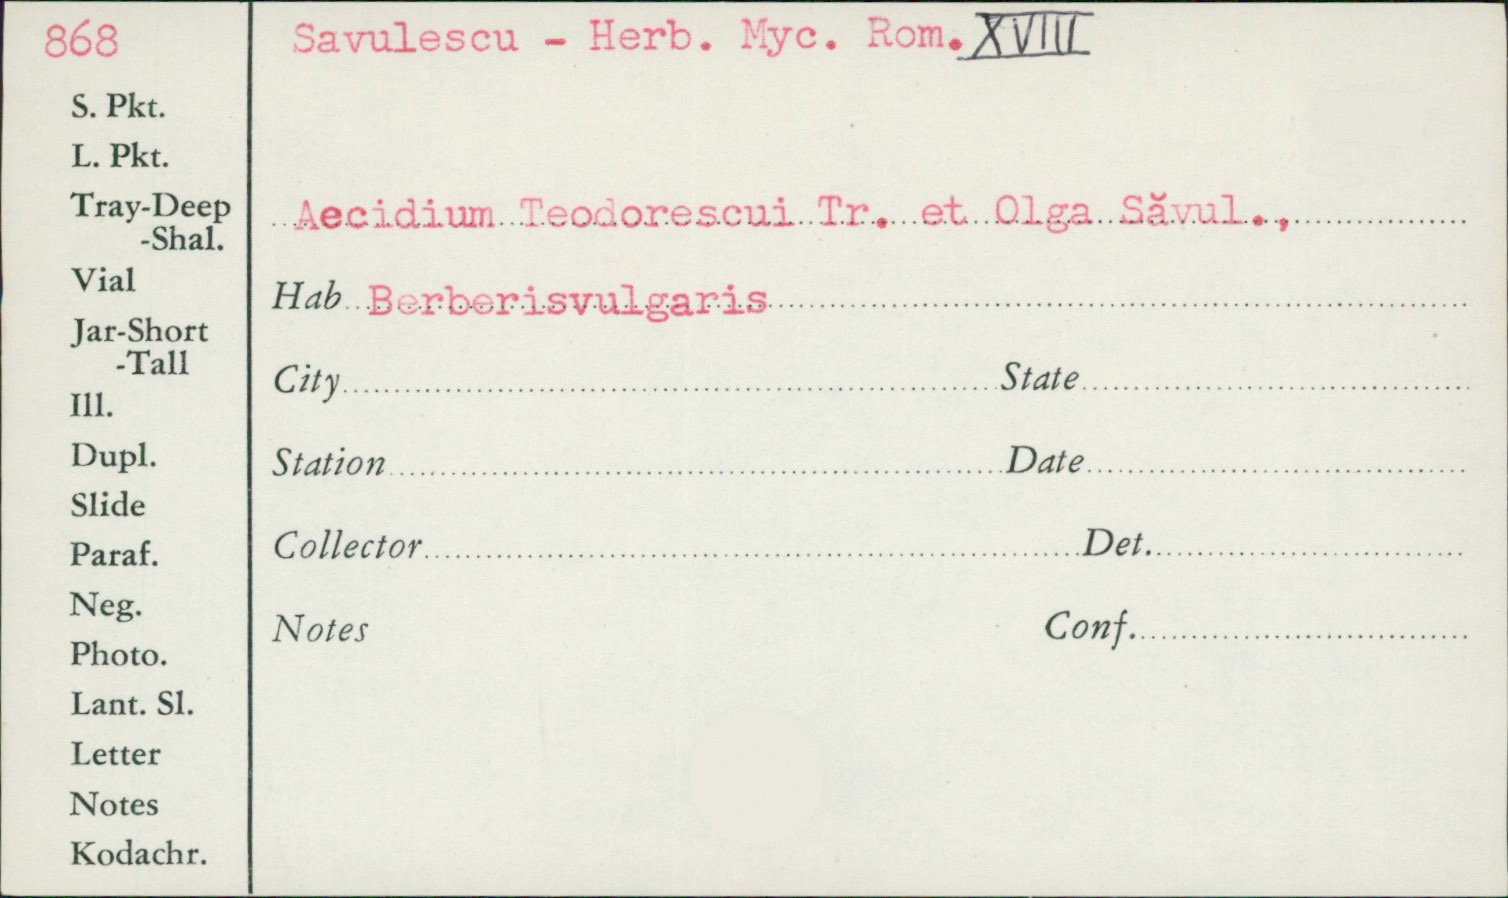 868
Savulescu - Herb. Myc. Rom. XVIII
S. Pkt.
L. Pkt.
Tray-Deep
-Shal.
Vial
Jar-Short
-Tall
Ill.
Dupl.
Slide
Paraf.
Neg.
Photo.
Lant. Sl.
Letter
Notes
Kodachr.
Aecidium Teodorescui Tr. et Olga Săvul.,
Hab Berberisvulgaris
City State
Station Date
Collector Det.
Notes Conf.